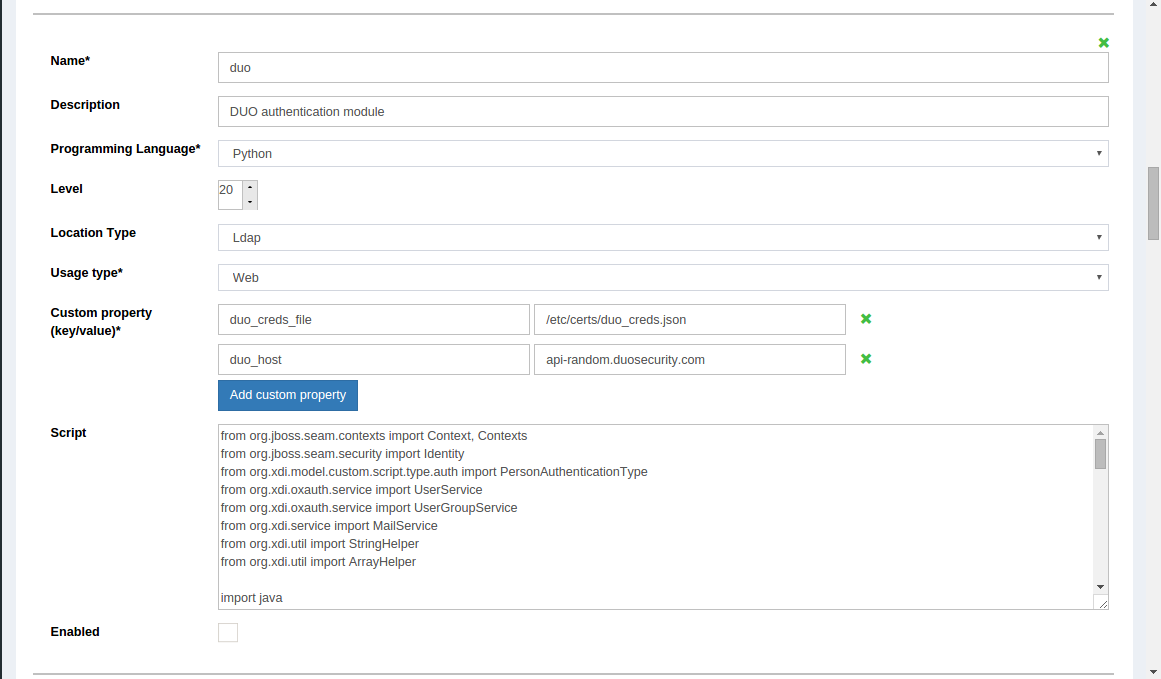 Name*
duo
Description
DUO authentication module
Programming Language*
Python
Level
20
Location Type
Ldap
Usage type*
Web
Custom property
(key/value)*
duo_creds_file
/etc/certs/duo_creds.json
duo_host
api-random.duosecurity.com
Add custom property
Script
from org.jboss.seam.contexts import Context, Contexts
from org.jboss.seam.security import Identity
from org.xdi.model.custom.script.type.auth import PersonAuthenticationType
from org.xdi.oxauth.service import UserService
from org.xdi.oxauth.service import UserGroupService
from org.xdi.service import MailService
from org.xdi.util import StringHelper
from org.xdi.util import ArrayHelper
import java
Enabled